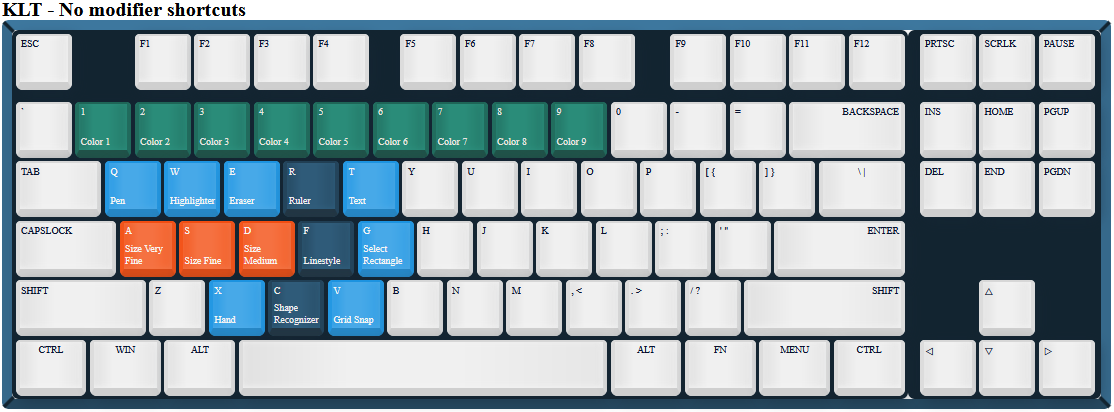 KLT - No modifier shortcuts
ESC F1 F2 F3 F4 F5 F6 F7 F8 F9 F10 F11 F12 PRTSC SCRLK PAUSE
` 1 2 3 4 5 6 7 8 9 0 - = BACKSPACE INS HOME PGUP
Color 1 Color 2 Color 3 Color 4 Color 5 Color 6 Color 7 Color 8 Color 9
TAB Q W E R T Y U I O P [ { ] } \ | DEL END PGDN
Pen Highlighter Eraser Ruler Text
CAPSLOCK A S D F G H J K L ; : ' " ENTER
Size Very Size Select
Fine Size Fine Medium Linestyle Rectangle
SHIFT Z X C V B N M , < . > / ? SHIFT △
Shape
Hand Recognizer Grid Snap
CTRL WIN ALT ALT FN MENU CTRL ◁ ▽ ▷